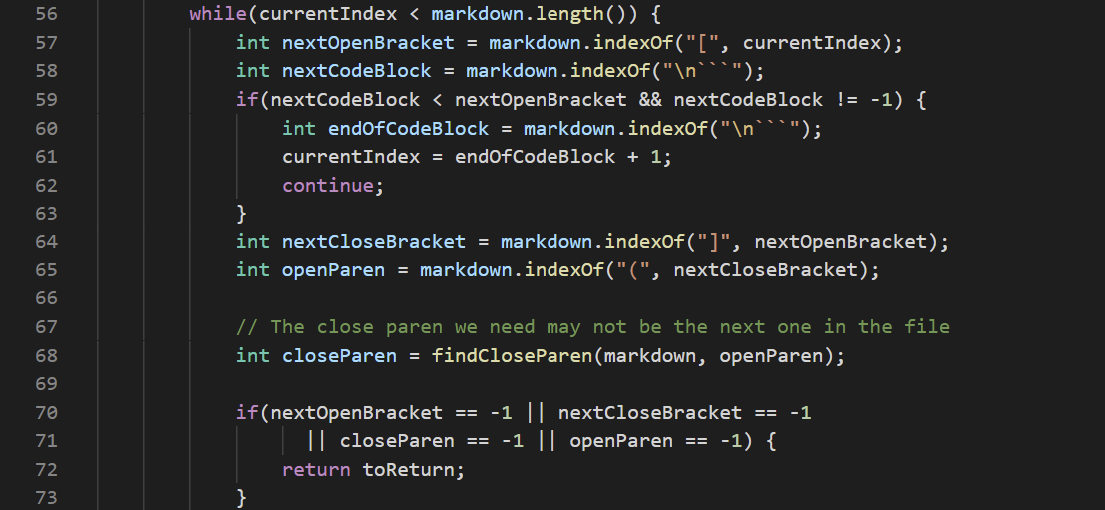 56 while(currentIndex < markdown.length()) {
57 int nextOpenBracket = markdown.indexOf("[", currentIndex);
58 int nextCodeBlock = markdown.indexOf("\n```");
59 if(nextCodeBlock < nextOpenBracket && nextCodeBlock != -1) {
60 int endOfCodeBlock = markdown.indexOf("\n```");
61 currentIndex = endOfCodeBlock + 1;
62 continue;
63 }
64 int nextCloseBracket = markdown.indexOf("]", nextOpenBracket);
65 int openParen = markdown.indexOf("(", nextCloseBracket);
66
67 // The close paren we need may not be the next one in the file
68 int closeParen = findCloseParen(markdown, openParen);
69
70 if(nextOpenBracket == -1 || nextCloseBracket == -1
71 || closeParen == -1 || openParen == -1) {
72 return toReturn;
73 }